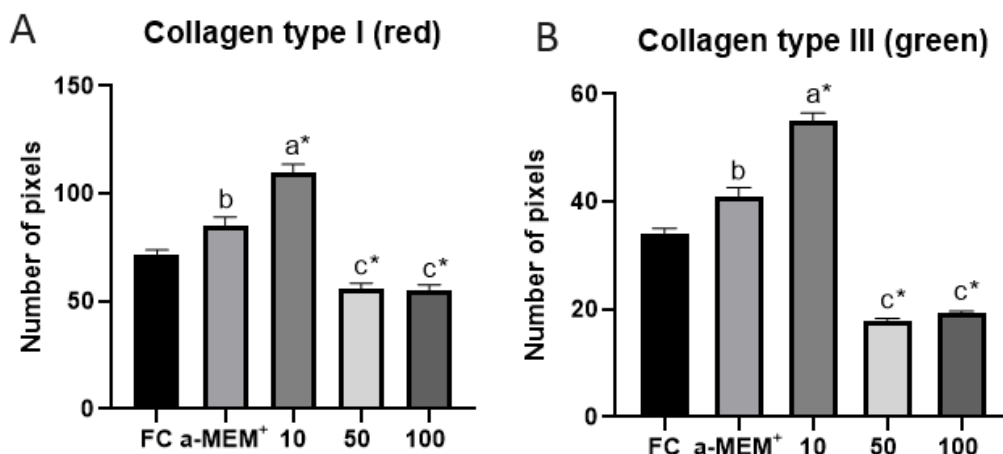 A
Collagen type I (red)
Number of pixels
150
100
50
0
b
a*
c*
c*
FC a-MEM⁺ 10 50 100
B
Collagen type III (green)
Number of pixels
60
40
20
0
b
a*
c*
c*
FC a-MEM⁺ 10 50 100